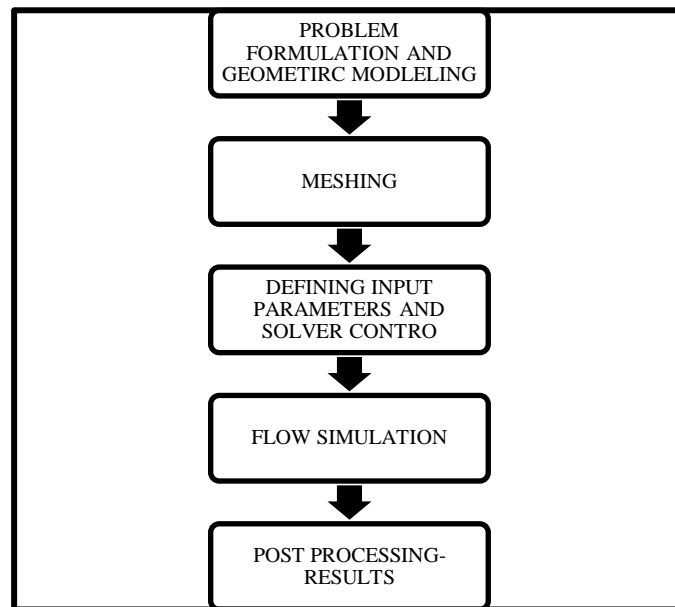 PROBLEM
FORMULATION AND
GEOMETIRC MODLELING
MESHING
DEFINING INPUT
PARAMETERS AND
SOLVER CONTRO
FLOW SIMULATION
POST PROCESSING-
RESULTS